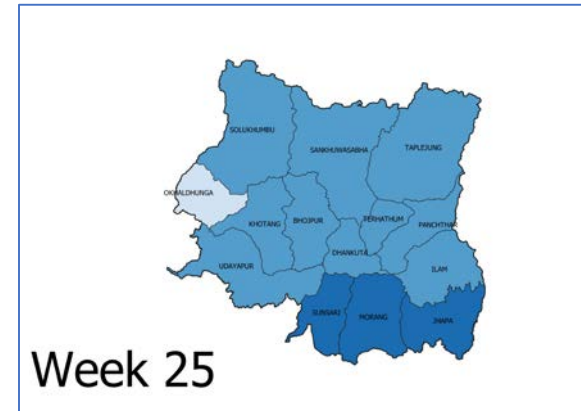 SOLUKHUMBU
SANKHUWASABHA
TAPLEJUNG
OKHALDHUNGA
KHOTANG
BHOJPUR
TERHATHUM
PANCHTHAR
DHANKUTA
UDAYAPUR
ILAM
SUNSARI
MORANG
JHAPA
Week 25